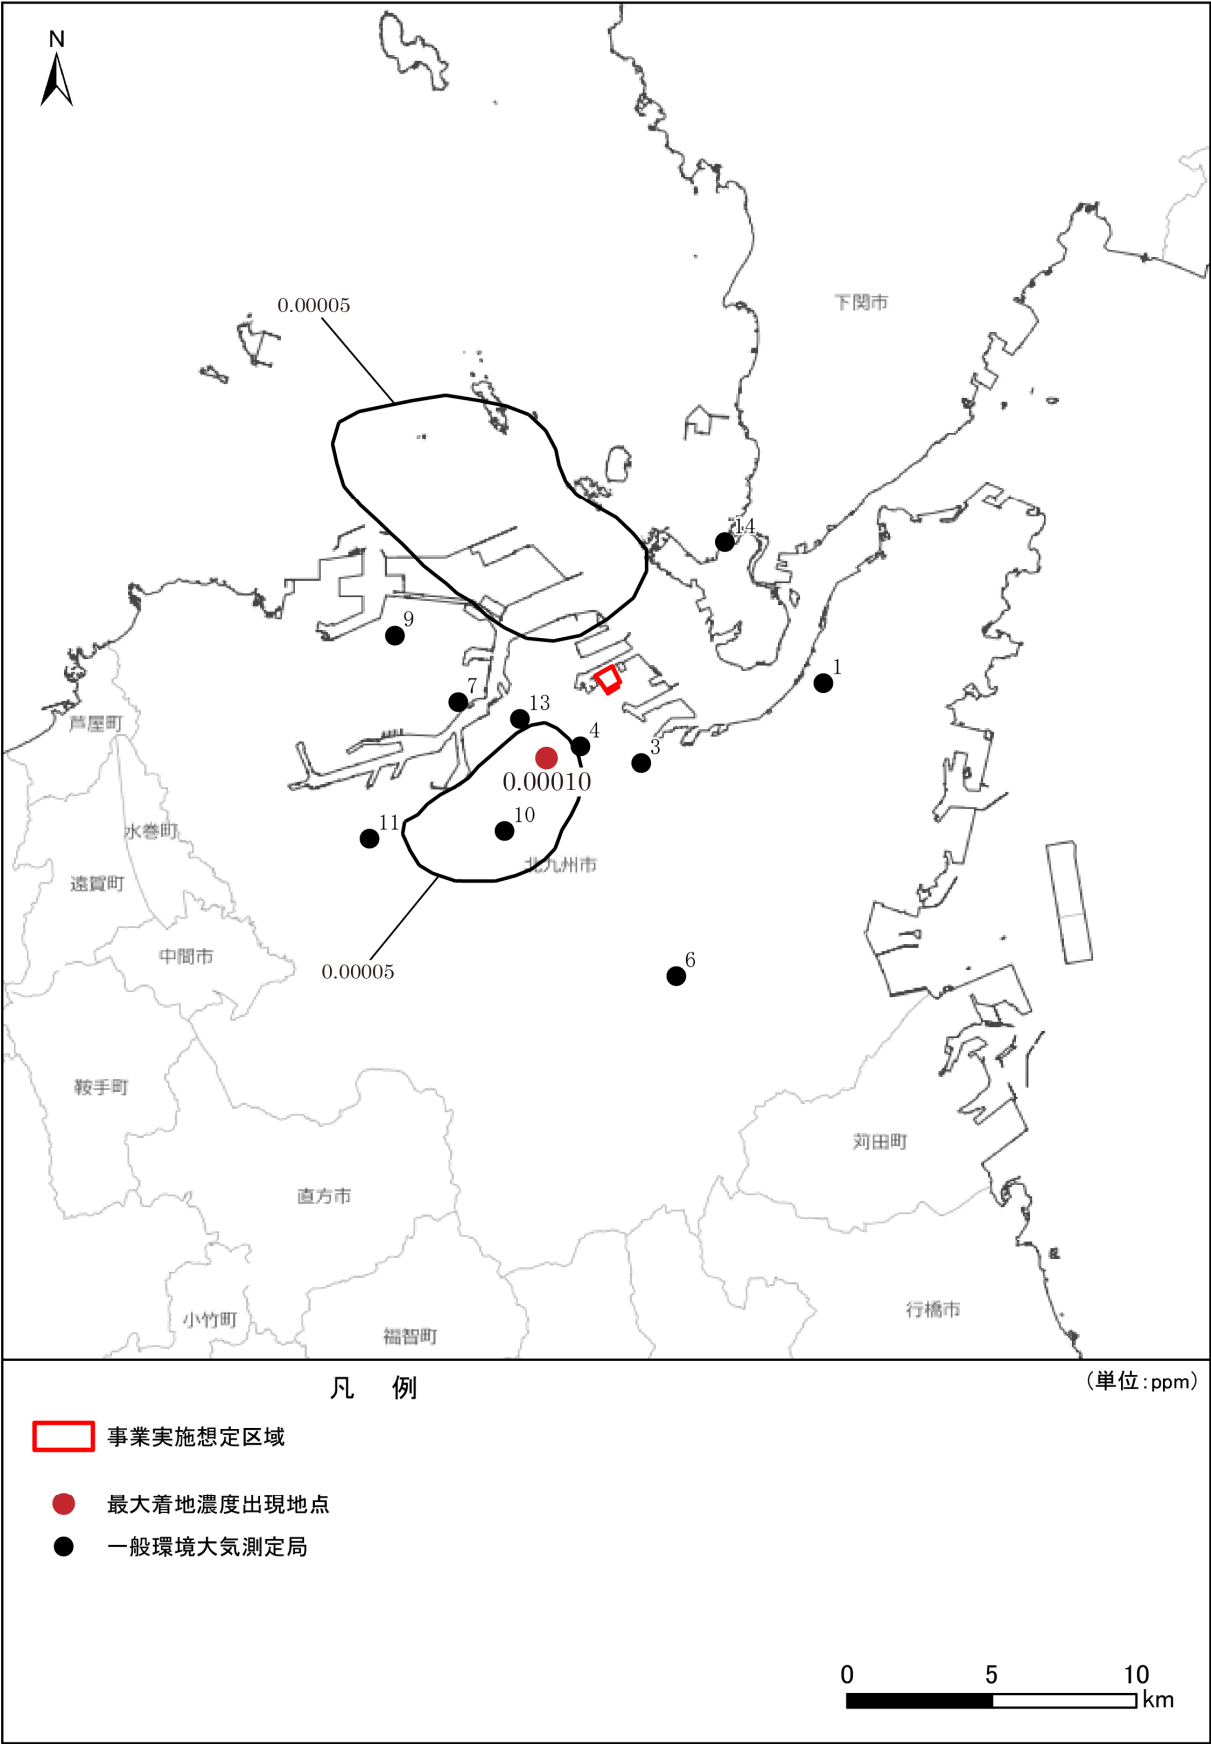 N
0.00005
下関市
14
9
1
7
13
4
3
芦屋町
0.00010
10
11
水巻町
北九州市
遠賀町
中間市
0.00005
6
鞍手町
苅田町
直方市
行橋市
小竹町
福智町
凡 例
(単位:ppm)
事業実施想定区域
最大着地濃度出現地点
一般環境大気測定局
0 5 10
km